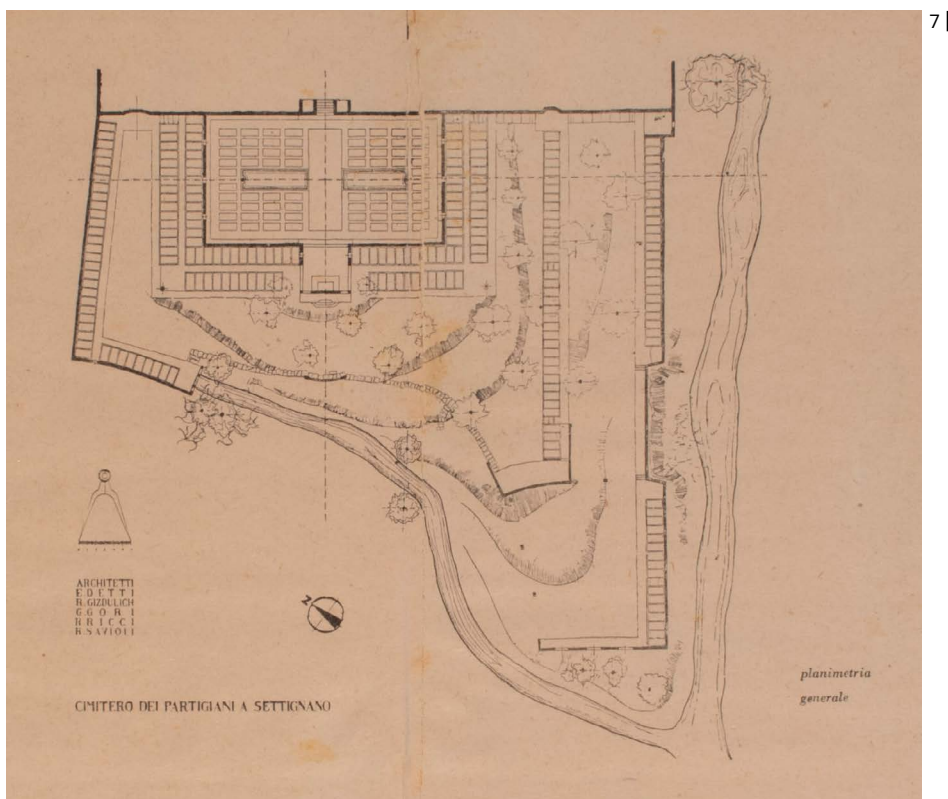 7
N
ARCHITETTI
E. DETTI
R. GIZDULICH
G. GORI
R. RICCI
R. SAVIOLI
CIMITERO DEI PARTIGIANI A SETTIGNANO
planimetria
generale